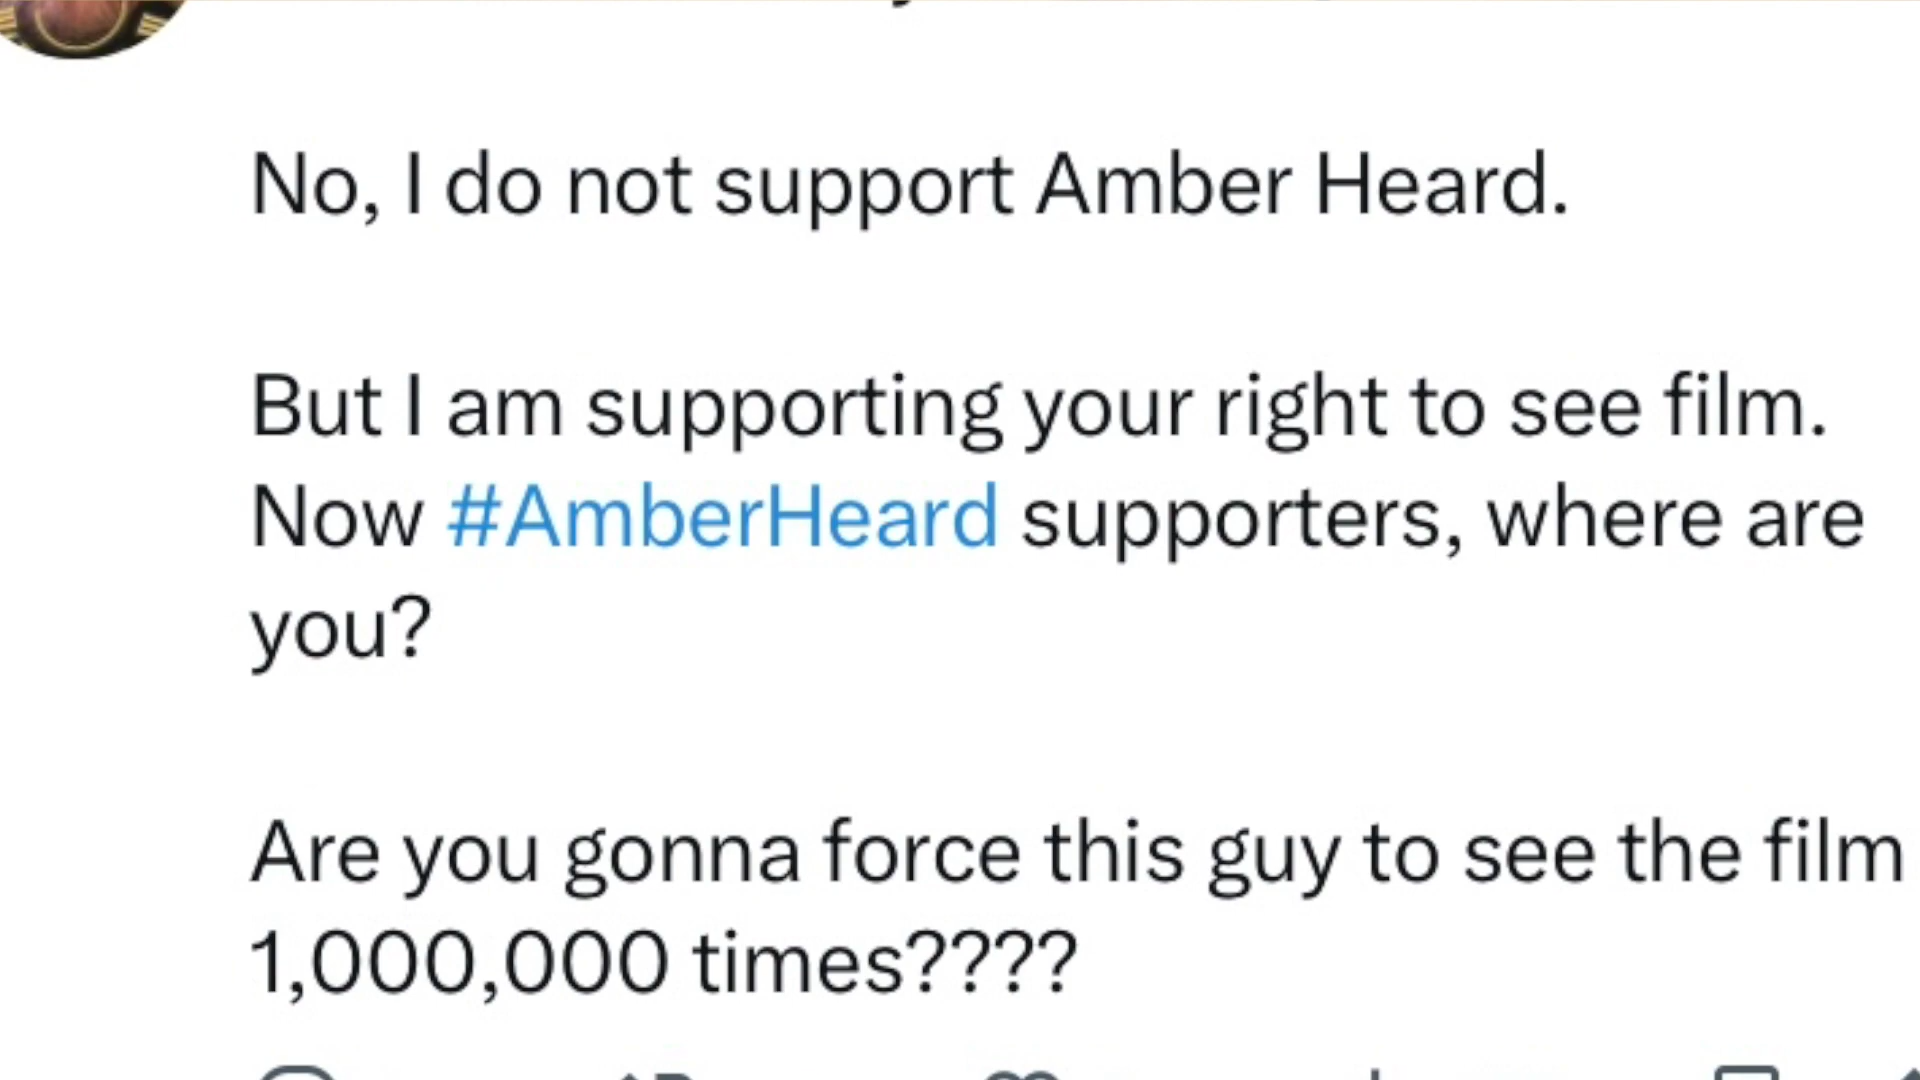 No, I do not support Amber Heard.
But I am supporting your right to see film.
Now #AmberHeard supporters, where are
you?
Are you gonna force this guy to see the film
1,000,000 times????